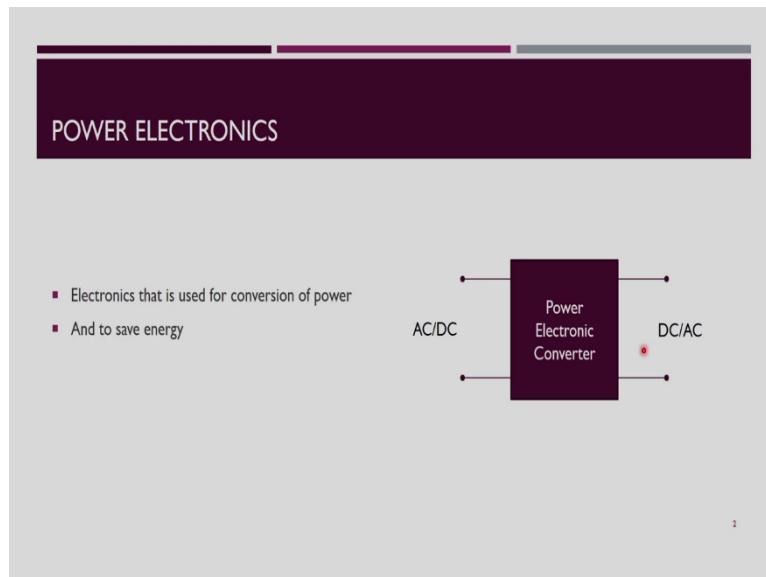 POWER ELECTRONICS
Electronics that is used for conversion of power
And to save energy
AC/DC
Power
Electronic
Converter
DC/AC
2